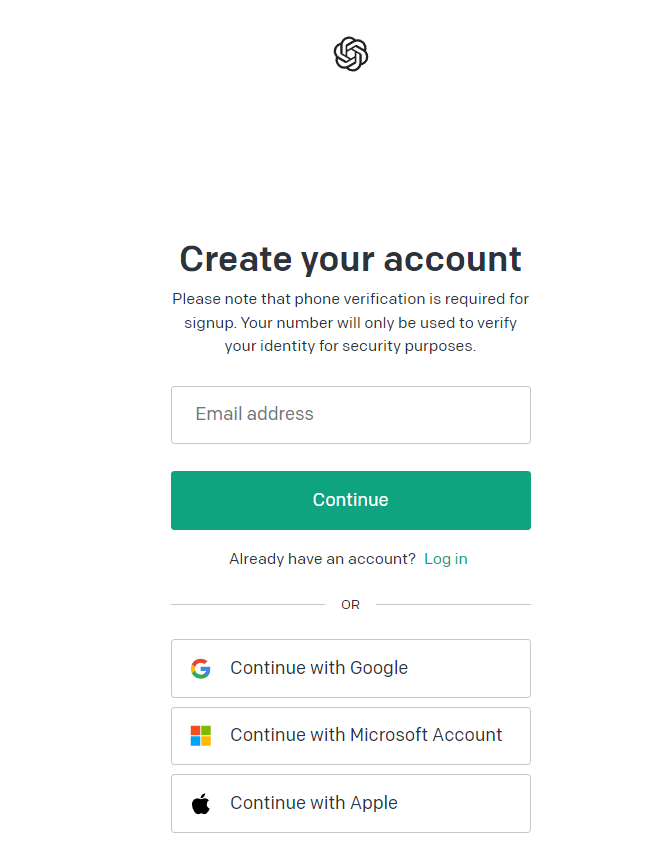 Create your account
Please note that phone verification is required for
signup. Your number will only be used to verify
your identity for security purposes.
Email address
Continue
Already have an account? Log in
OR
Continue with Google
Continue with Microsoft Account
Continue with Apple